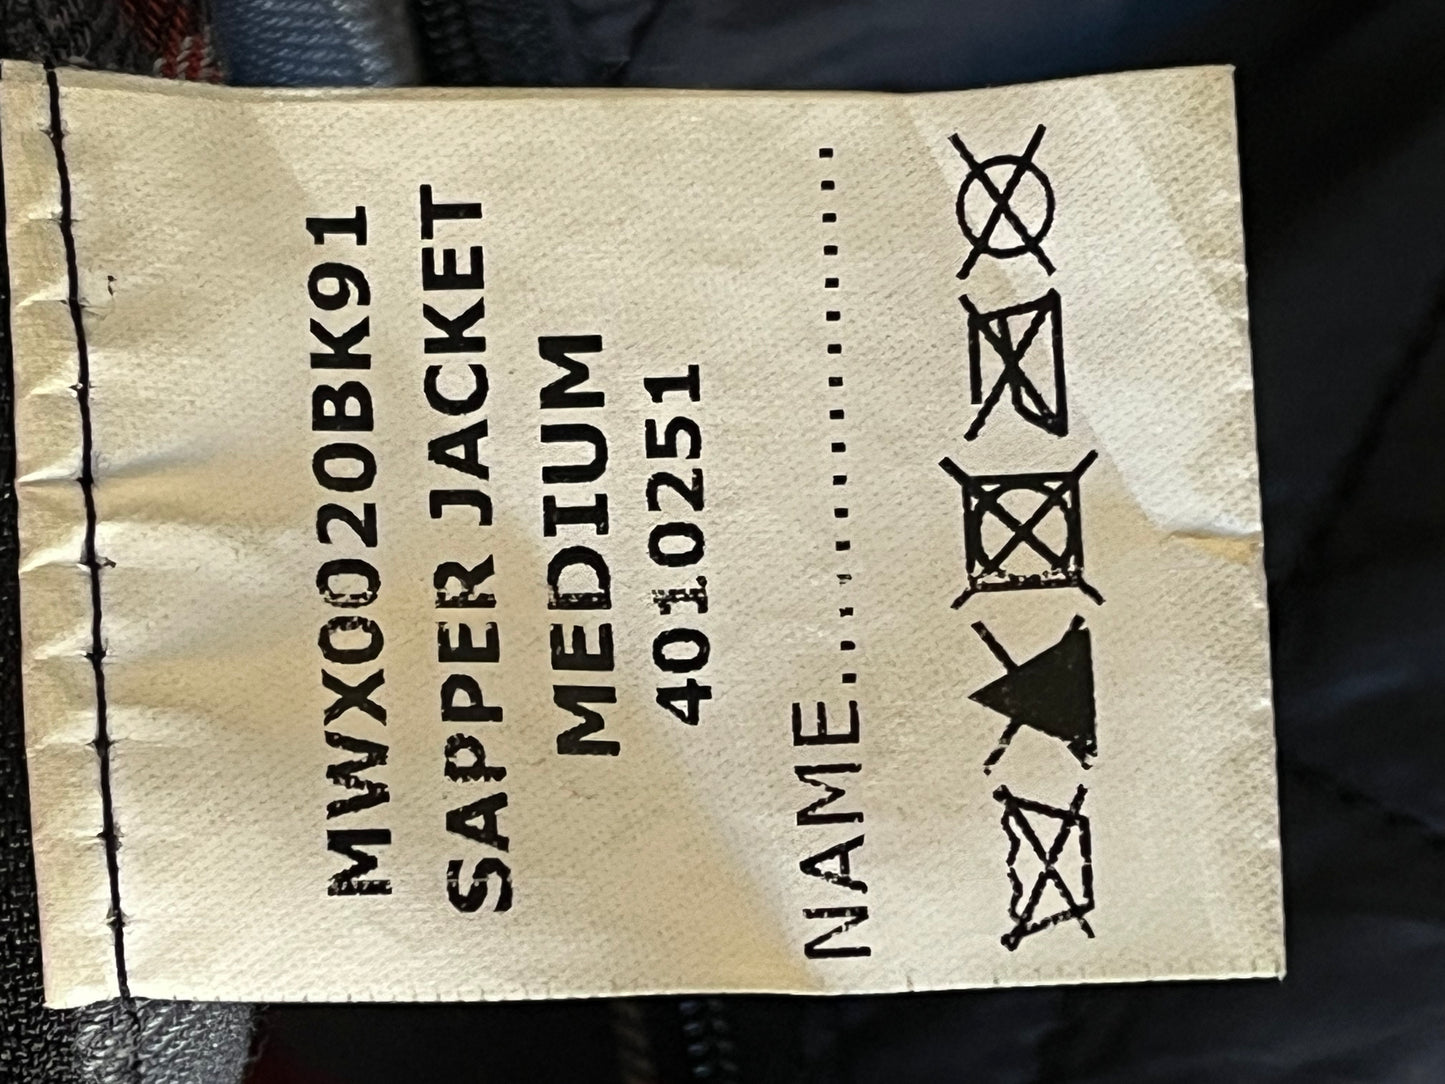 MWX0020BK91
SAPPER JACKET
MEDIUM
4010251
NAME....................